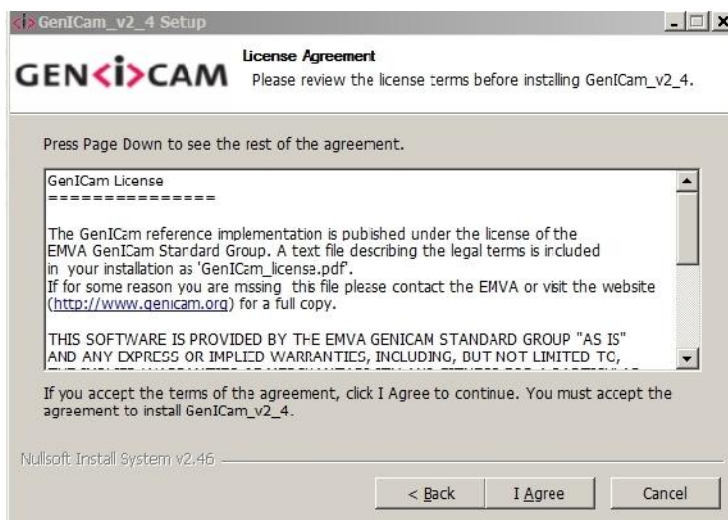 <i> GenICam_v2_4 Setup
GEN<i>CAM
License Agreement
Please review the license terms before installing GenICam_v2_4.
Press Page Down to see the rest of the agreement.
GenICam License
===============
The GenICam reference implementation is pubished under the license of the
EMVA GenICam Standard Group. A text file describing the legal terms is included
in your installation as 'GenICam_license.pdf'.
If for some reason you are mssing this file please contact the EMVA or visit the website
(http://www.genicam.org) for a full copy.
THIS SOFTWARE IS PROVIDED BY THE EMVA GENICAM STANDARD GROUP "AS IS"
AND ANY EXPRESS OR IMPLIED WARRANTIES, INCLUDING, BUT NOT LIMITED TO,
If you accept the terms of the agreement, click I Agree to continue. You must accept the
agreement to install GenICam_v2_4.
Nullsoft Install System v2.46
< Back
I Agree
Cancel